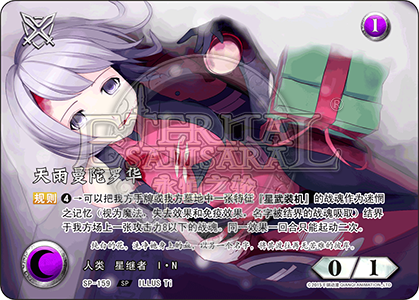 I
ETERNAL
SAMSARA
天雨曼陀罗华
规则 ④→可以把我方手牌或我方墓地中一张特征『星武装机』的战魂作为迷惘
之记忆（视为魔法，失去效果和免疫效果，名字被结界的战魂吸取）结界
于我方场上一张攻击力8以下的战魂。同一效果一回合只能起动二次。
人类 星继者 I·N
SP-159 SP ILLUS Ti
0/1